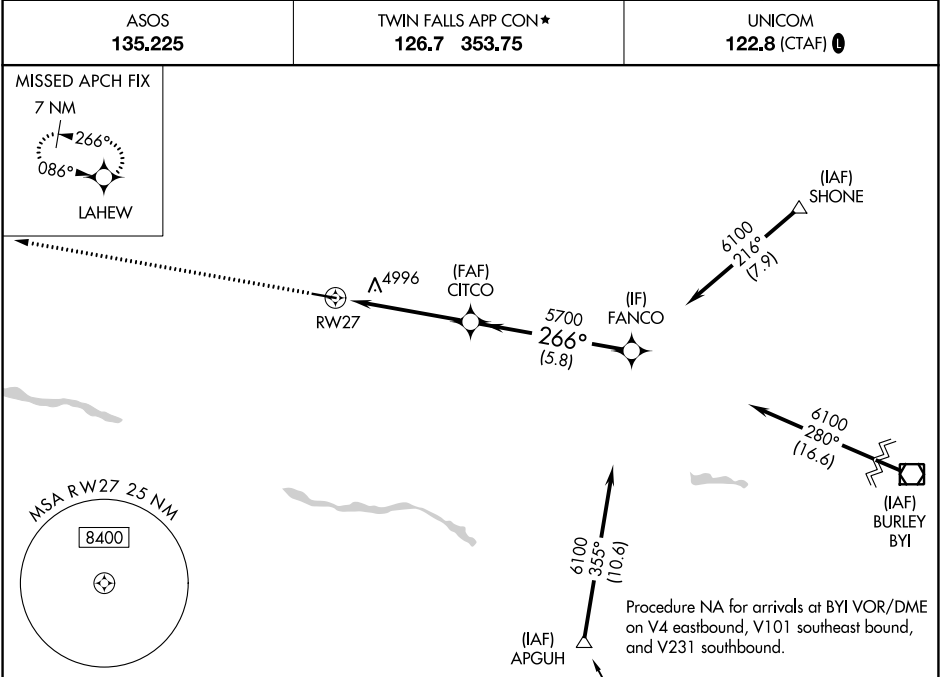 ASOS
135.225
TWIN FALLS APP CON★
126.7 353.75
UNICOM
122.8 (CTAF) L
MISSED APCH FIX
7 NM
266°
086°
LAHEW
(IAF)
SHONE
6100
216°
(7.9)
4996
(FAF)
CITCO
RW27
(IF)
FANCO
5700
266°
(5.8)
6100
280°
(16.6)
(IAF)
BURLEY
BYI
MSA RW27 25 NM
8400
6100
355°
(10.6)
(IAF)
APGUH
Procedure NA for arrivals at BYI VOR/DME
on V4 eastbound, V101 southeast bound,
and V231 southbound.